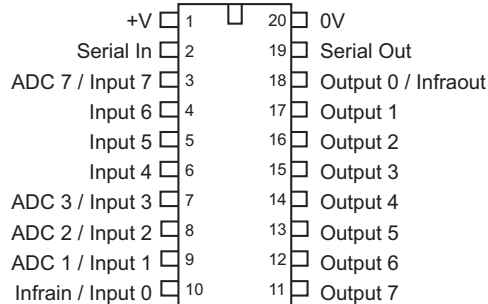 +V 1 20 0V
Serial In 2 19 Serial Out
ADC 7 / Input 7 3 18 Output 0 / Infraout
Input 6 4 17 Output 1
Input 5 5 16 Output 2
Input 4 6 15 Output 3
ADC 3 / Input 3 7 14 Output 4
ADC 2 / Input 2 8 13 Output 5
ADC 1 / Input 1 9 12 Output 6
Infrain / Input 0 10 11 Output 7